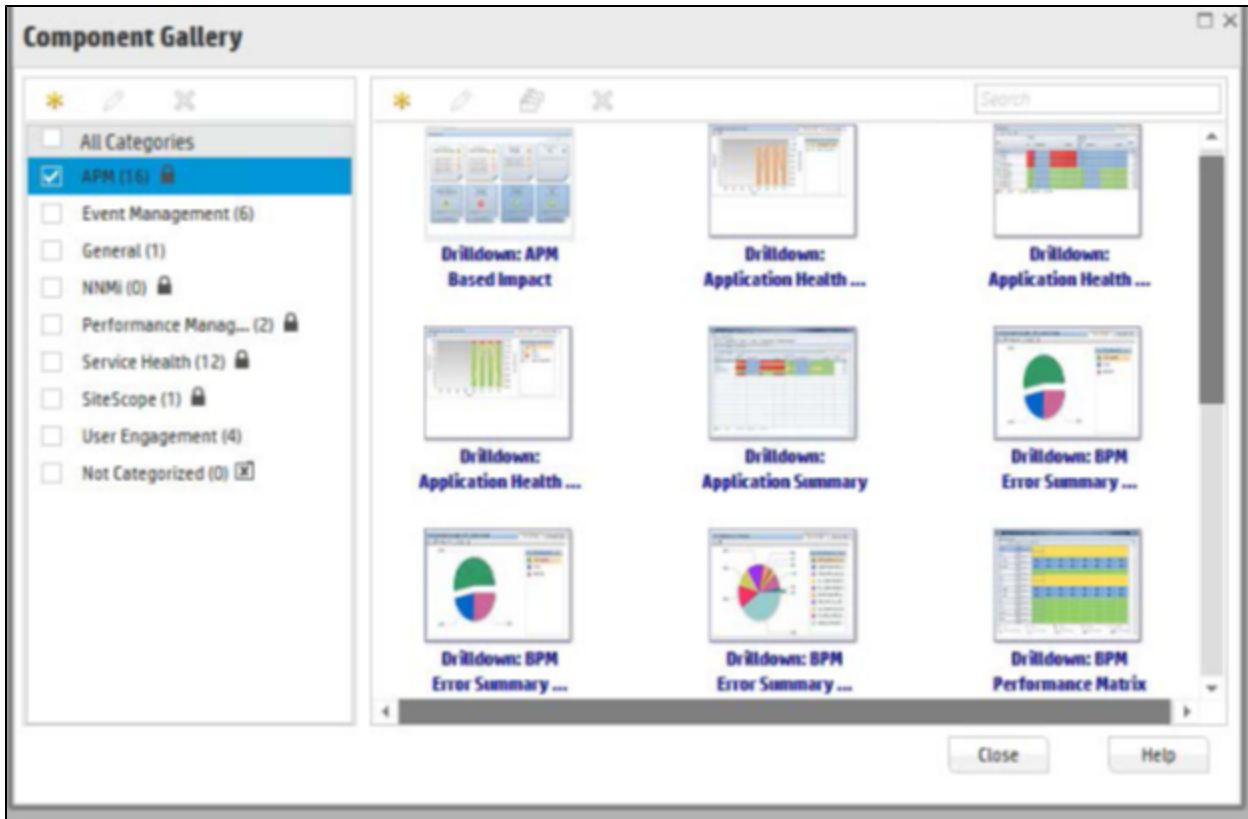 Component Gallery
Search
All Categories
APM (16)
Event Management (6)
General (1)
NNMi (0)
Performance Manag... (2)
Service Health (12)
SiteScope (1)
User Engagement (4)
Not Categorized (0)
Drilldown: APM
Based Impact
Drilldown:
Application Health ...
Drilldown:
Application Health ...
Drilldown:
Application Health ...
Drilldown:
Application Summary
Drilldown: BPM
Error Summary ...
Drilldown: BPM
Error Summary ...
Drilldown: BPM
Error Summary ...
Drilldown: BPM
Performance Matrix
Close
Help